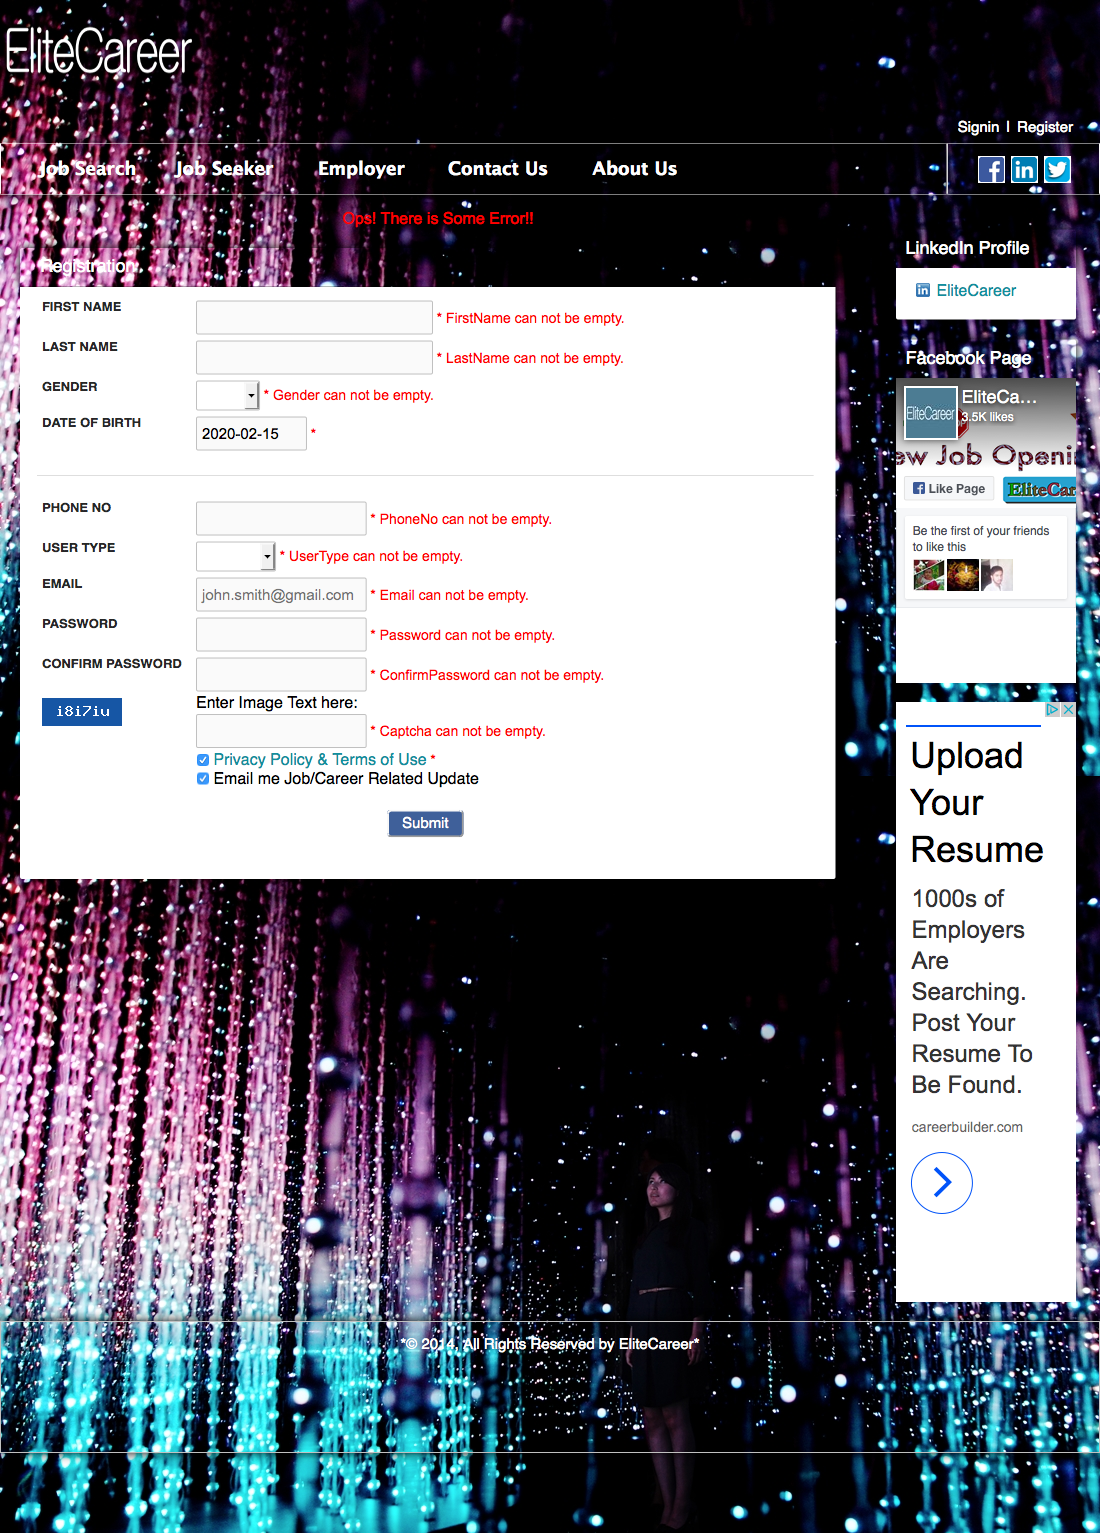 EliteCareer
Signin | Register
Job Search Job Seeker Employer Contact Us About Us
Ops! There is Some Error!!
Registration
FIRST NAME * FirstName can not be empty.
LAST NAME * LastName can not be empty.
GENDER * Gender can not be empty.
DATE OF BIRTH 2020-02-15 *
PHONE NO * PhoneNo can not be empty.
USER TYPE * UserType can not be empty.
EMAIL john.smith@gmail.com * Email can not be empty.
PASSWORD * Password can not be empty.
CONFIRM PASSWORD * ConfirmPassword can not be empty.
i8i7iu Enter Image Text here:
* Captcha can not be empty.
Privacy Policy & Terms of Use *
Email me Job/Career Related Update
Submit
LinkedIn Profile
in EliteCareer
Facebook Page
EliteCareer
EliteCa...
3.5K likes
ew Job Openi
Like Page
EliteCar
Be the first of your friends
to like this
Upload
Your
Resume
1000s of
Employers
Are
Searching.
Post Your
Resume To
Be Found.
careerbuilder.com
*© 2014, All Rights Reserved by EliteCareer*